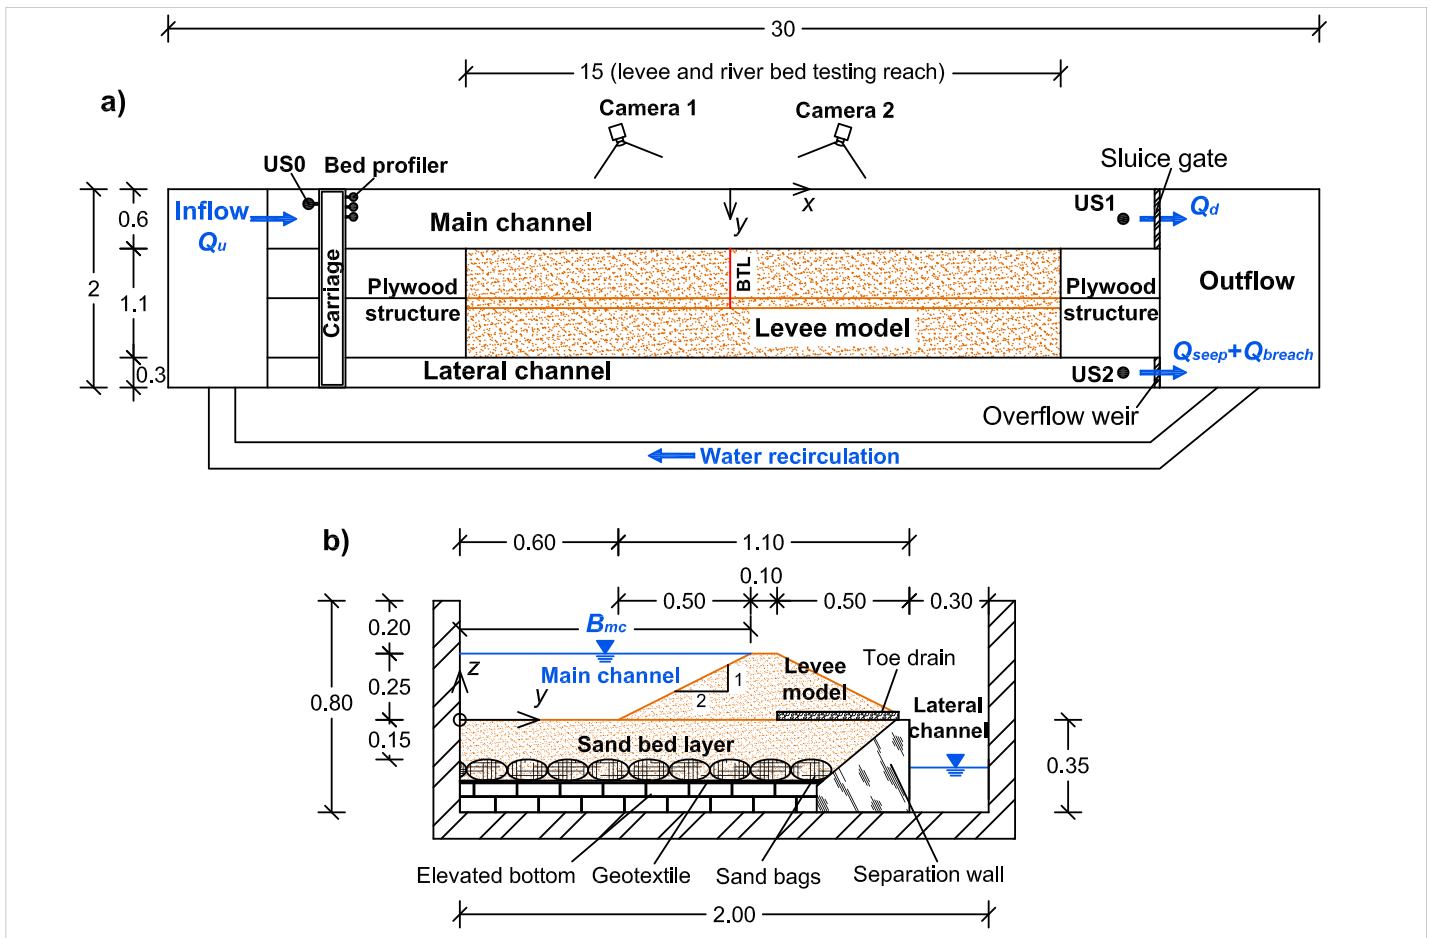 30
15 (levee and river bed testing reach)
a)
Camera 1
Camera 2
US0
Bed profiler
Sluice gate
x
y
Inflow
Qu
Main channel
US1
Qd
0.6
2
1.1
0.3
Carriage
Plywood
structure
BTL
Levee model
Plywood
structure
Outflow
Lateral channel
US2
Qseep+Qbreach
Overflow weir
Water recirculation
b)
0.60
1.10
0.10
0.50
0.50
0.30
0.20
Bmc
Toe drain
Main channel
Levee
model
z
y
1
2
0.25
0.80
Lateral
channel
0.15
Sand bed layer
0.35
Elevated bottom
Geotextile
Sand bags
Separation wall
2.00